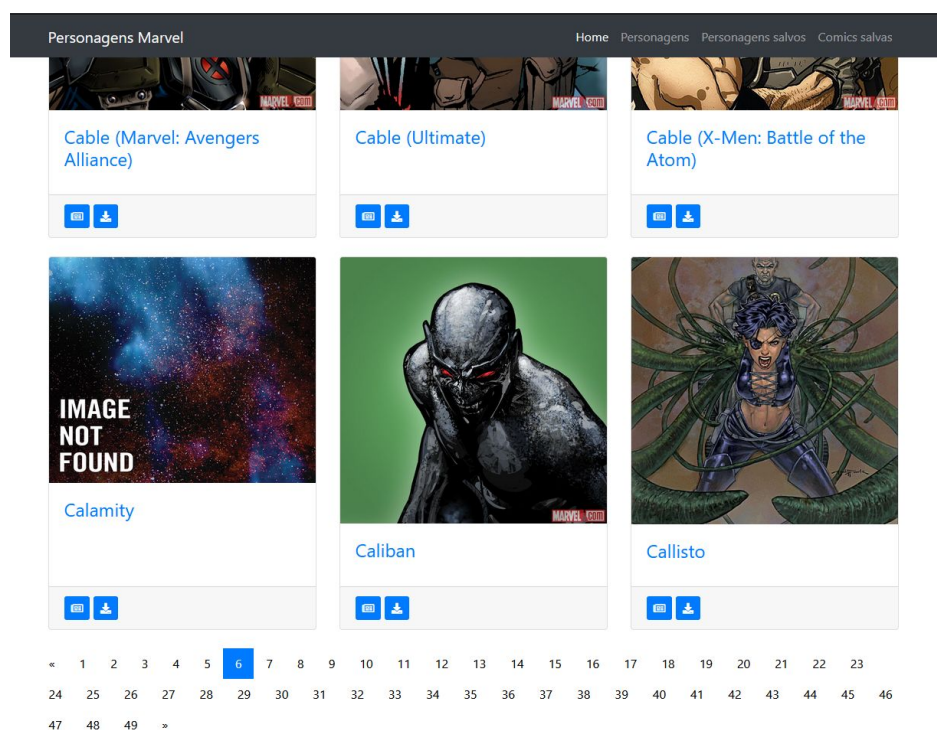 Personagens Marvel
Home Personagens Personagens salvos Comics salvas
MARVEL .COM
MARVEL .COM
MARVEL .COM
Cable (Marvel: Avengers
Alliance)
Cable (Ultimate)
Cable (X-Men: Battle of the
Atom)
IMAGE
NOT
FOUND
Calamity
MARVEL .COM
Caliban
Callisto
« 1 2 3 4 5 6 7 8 9 10 11 12 13 14 15 16 17 18 19 20 21 22 23
24 25 26 27 28 29 30 31 32 33 34 35 36 37 38 39 40 41 42 43 44 45 46
47 48 49 »